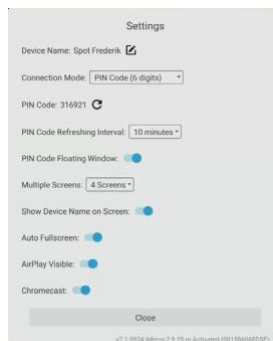 Settings
Device Name: Spot Frederik
Connection Mode: PIN Code (6 digits)
PIN Code: 316921
PIN Code Refreshing Interval: 10 minutes
PIN Code Floating Window:
Multiple Screens: 4 Screens
Show Device Name on Screen:
Auto Fullscreen:
AirPlay Visible:
Chromecast:
Close
Activated